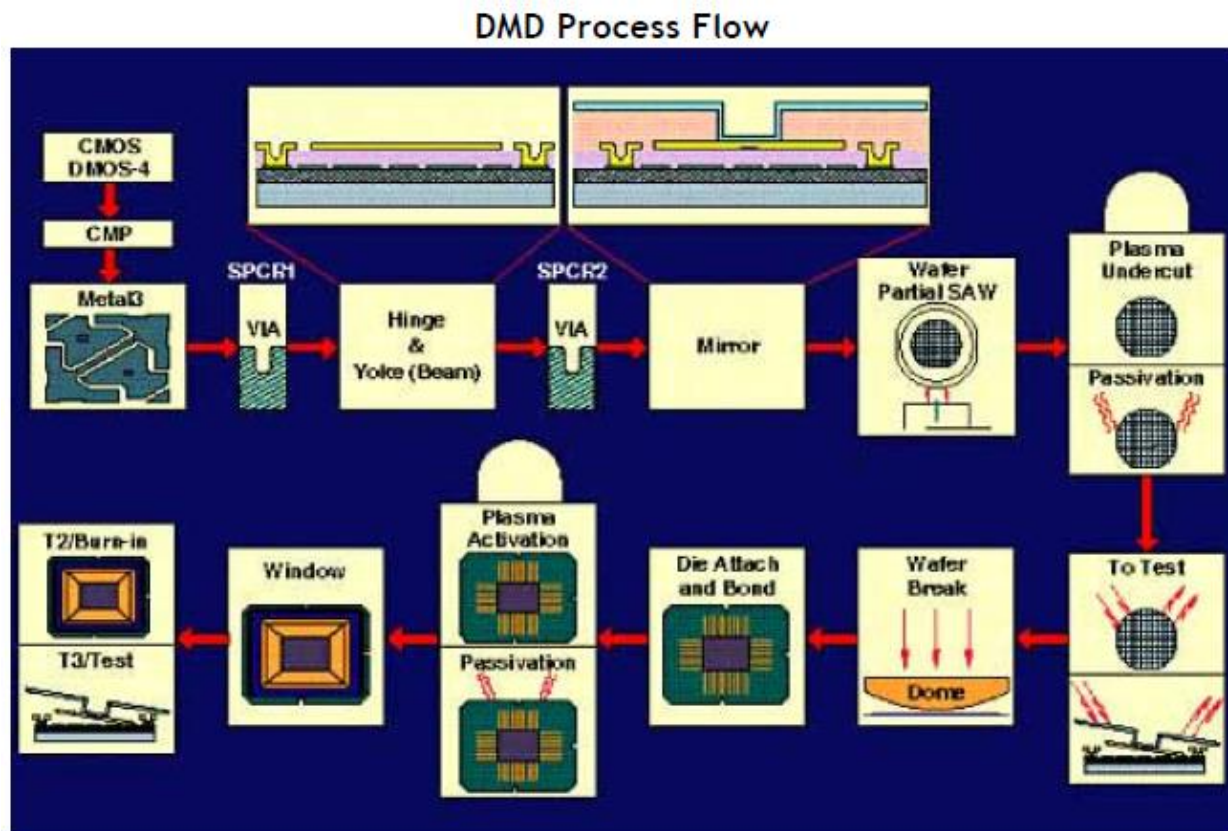 DMD Process Flow
CMOS
DMOS-4
CMP
Metal3
SPCR1
VIA
Hinge
&
Yoke (Beam)
SPCR2
VIA
Mirror
Wafer
Partial SAW
Plasma
Undercut
Passivation
To Test
Wafer
Break
Dome
Die Attach
and Bond
Plasma
Activation
Passivation
Window
T2/Burn-in
T3/Test